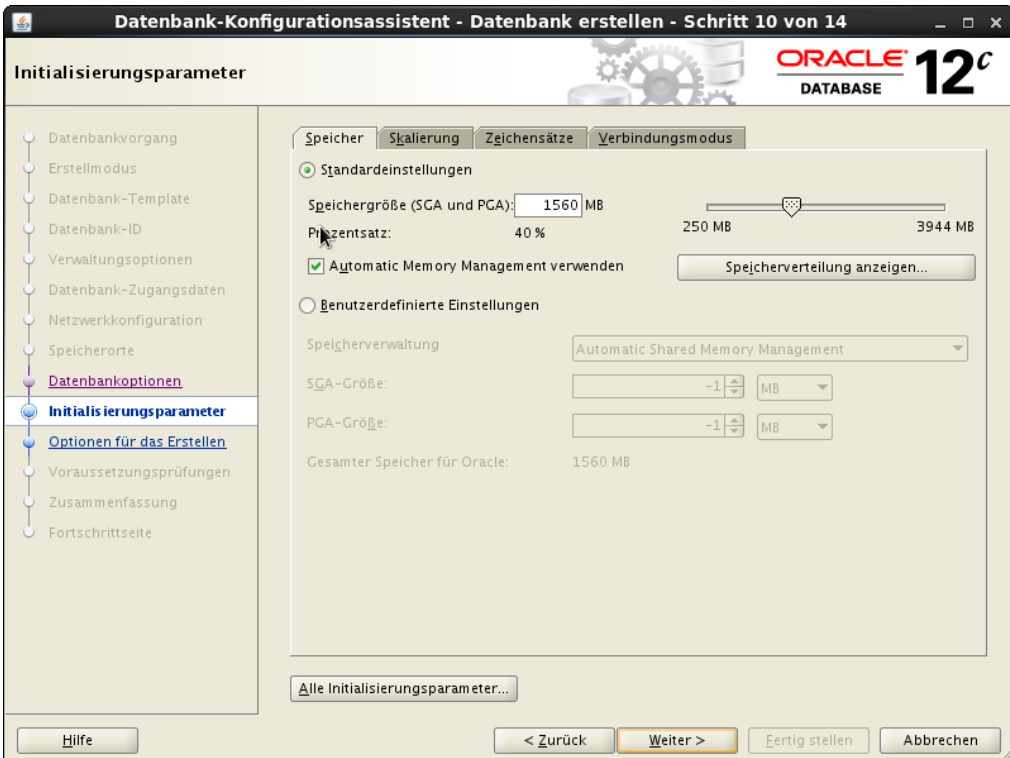 Datenbank-Konfigurationsassistent - Datenbank erstellen - Schritt 10 von 14
Initialisierungsparameter
ORACLE
DATABASE
12c
Datenbankvorgang
Erstellmodus
Datenbank-Template
Datenbank-ID
Verwaltungsoptionen
Datenbank-Zugangsdaten
Netzwerkkonfiguration
Speicherorte
Datenbankoptionen
Initialisierungsparameter
Optionen für das Erstellen
Voraussetzungsprüfungen
Zusammenfassung
Fortschrittseite
Speicher Skalierung Zeichensätze Verbindungsmodus
Standardeinstellungen
Speichergröße (SGA und PGA): 1560 MB
250 MB 3944 MB
Prozentsatz: 40 %
Automatic Memory Management verwenden
Speicherverteilung anzeigen...
Benutzerdefinierte Einstellungen
Speicherverwaltung Automatic Shared Memory Management
SGA-Größe: -1 MB
PGA-Größe: -1 MB
Gesamter Speicher für Oracle: 1560 MB
Alle Initialisierungsparameter...
Hilfe < Zurück Weiter > Fertig stellen Abbrechen